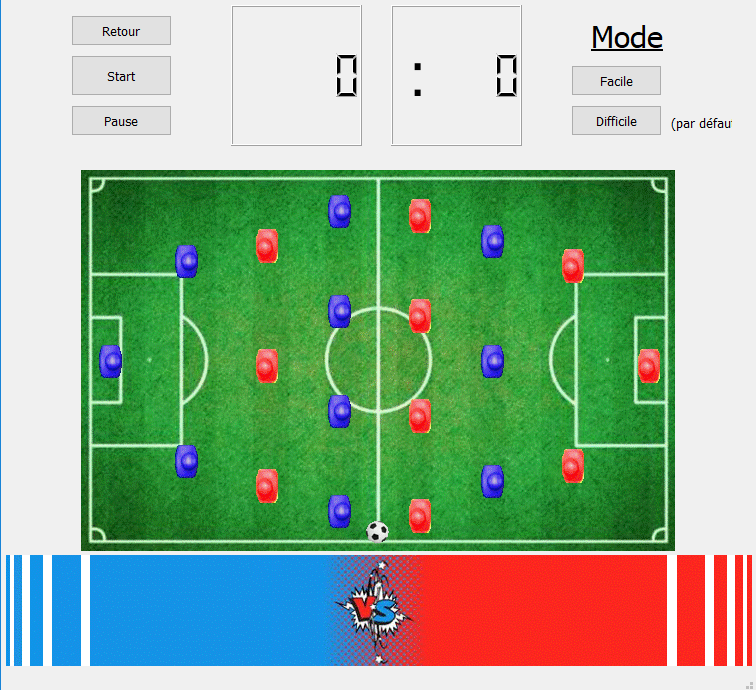 Retour
Start
Pause
0 : 0
Mode
Facile
Difficile
(par défau
VS